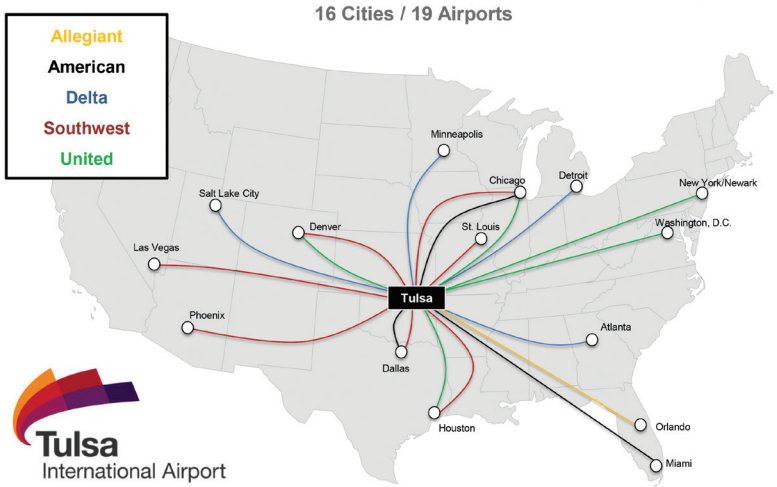 16 Cities / 19 Airports
Allegiant
American
Delta
Southwest
United
Minneapolis
Chicago
Detroit
New York/Newark
Salt Lake City
Denver
St. Louis
Washington, D.C.
Las Vegas
Tulsa
Phoenix
Atlanta
Dallas
Houston
Orlando
Miami
Tulsa
International Airport